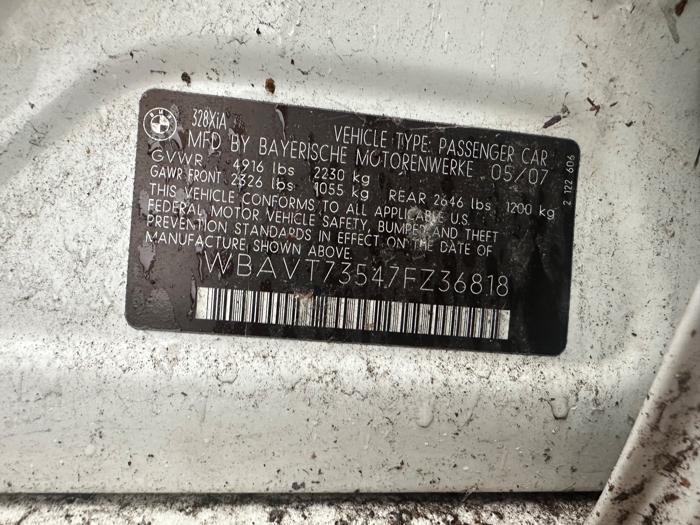 BMW
328XiA
VEHICLE TYPE: PASSENGER CAR
MFD BY BAYERISCHE MOTORENWERKE 05/07
GVWR 4916 lbs 2230 kg
GAWR FRONT 2326 lbs 1055 kg REAR 2646 lbs 1200 kg
THIS VEHICLE CONFORMS TO ALL APPLICABLE U.S.
FEDERAL MOTOR VEHICLE SAFETY, BUMPER AND THEFT
PREVENTION STANDARDS IN EFFECT ON THE DATE OF
MANUFACTURE SHOWN ABOVE.
WBAVT73547FZ36818
2 122 606